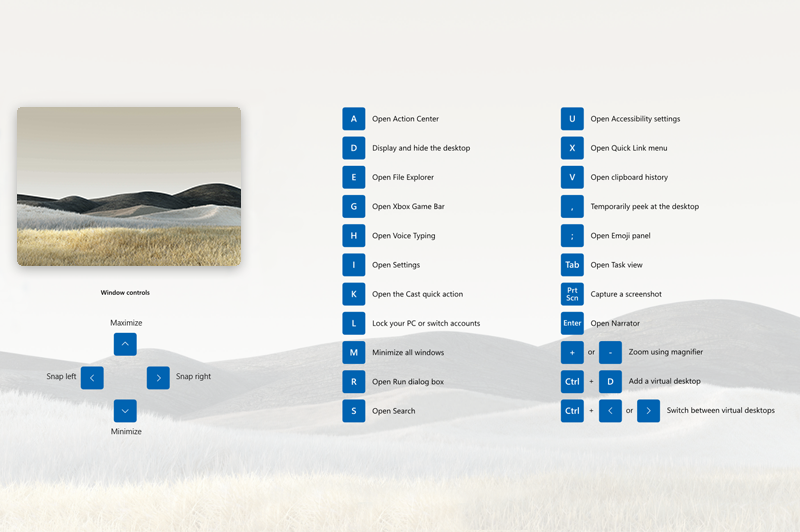 Window controls
Maximize
Snap left
Snap right
Minimize
A Open Action Center
D Display and hide the desktop
E Open File Explorer
G Open Xbox Game Bar
H Open Voice Typing
I Open Settings
K Open the Cast quick action
L Lock your PC or switch accounts
M Minimize all windows
R Open Run dialog box
S Open Search
U Open Accessibility settings
X Open Quick Link menu
V Open clipboard history
, Temporarily peek at the desktop
; Open Emoji panel
Tab Open Task view
Prt
Scn Capture a screenshot
Enter Open Narrator
+ or - Zoom using magnifier
Ctrl + D Add a virtual desktop
Ctrl + < or > Switch between virtual desktops